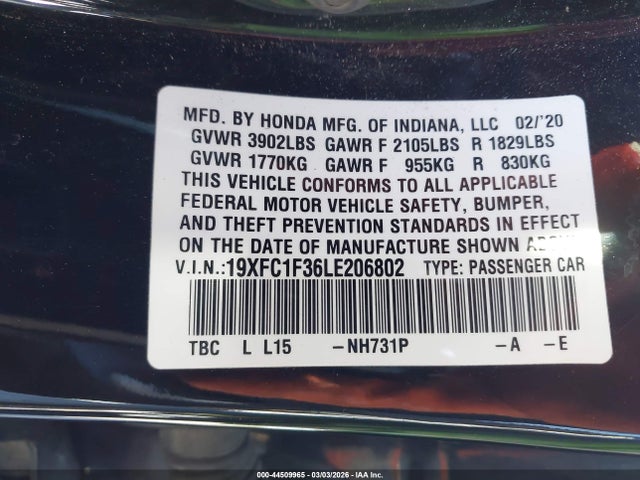 MFD. BY HONDA MFG. OF INDIANA, LLC 02/'20
GVWR 3902LBS GAWR F 2105LBS R 1829LBS
GVWR 1770KG GAWR F 955KG R 830KG
THIS VEHICLE CONFORMS TO ALL APPLICABLE
FEDERAL MOTOR VEHICLE SAFETY, BUMPER,
AND THEFT PREVENTION STANDARDS IN EFFECT
ON THE DATE OF MANUFACTURE SHOWN ABOVE.
V.I.N.:19XFC1F36LE206802 TYPE: PASSENGER CAR
TBC L L15 -NH731P -A -E
000-44509965 - 03/03/2026 - IAA Inc.